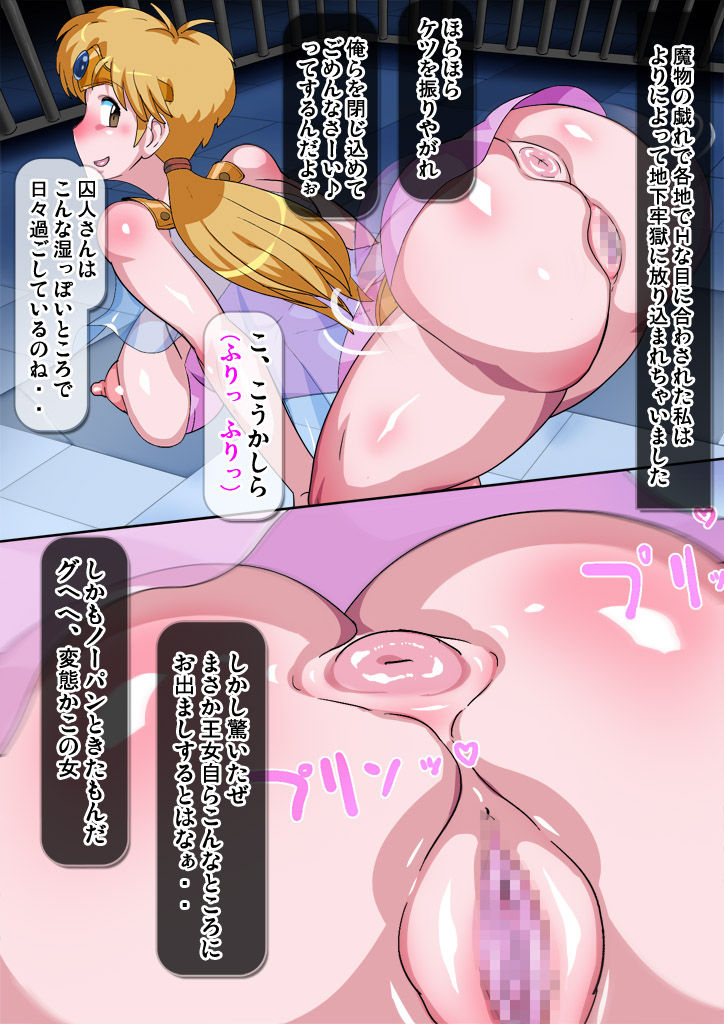 魔物の戯れで各地でHな目に合わされた私は
よりによって地下牢獄に放り込まれちゃいました
ほらほら
ケツを振りやがれ
俺らを閉じ込めて
ごめんなさーい♪
ってするんだよぉ
囚人さんは
こんな湿っぽいところで
日々過ごしているのね・・
こ、こうかしら
(ふりっ ふりっ)
プリッ♡
しかし驚いたぜ
まさか王女自らこんなところに
お出ましするとはなぁ・・
プリンッ♡
しかもノーパンときたもんだ
グヘヘ、変態かこの女